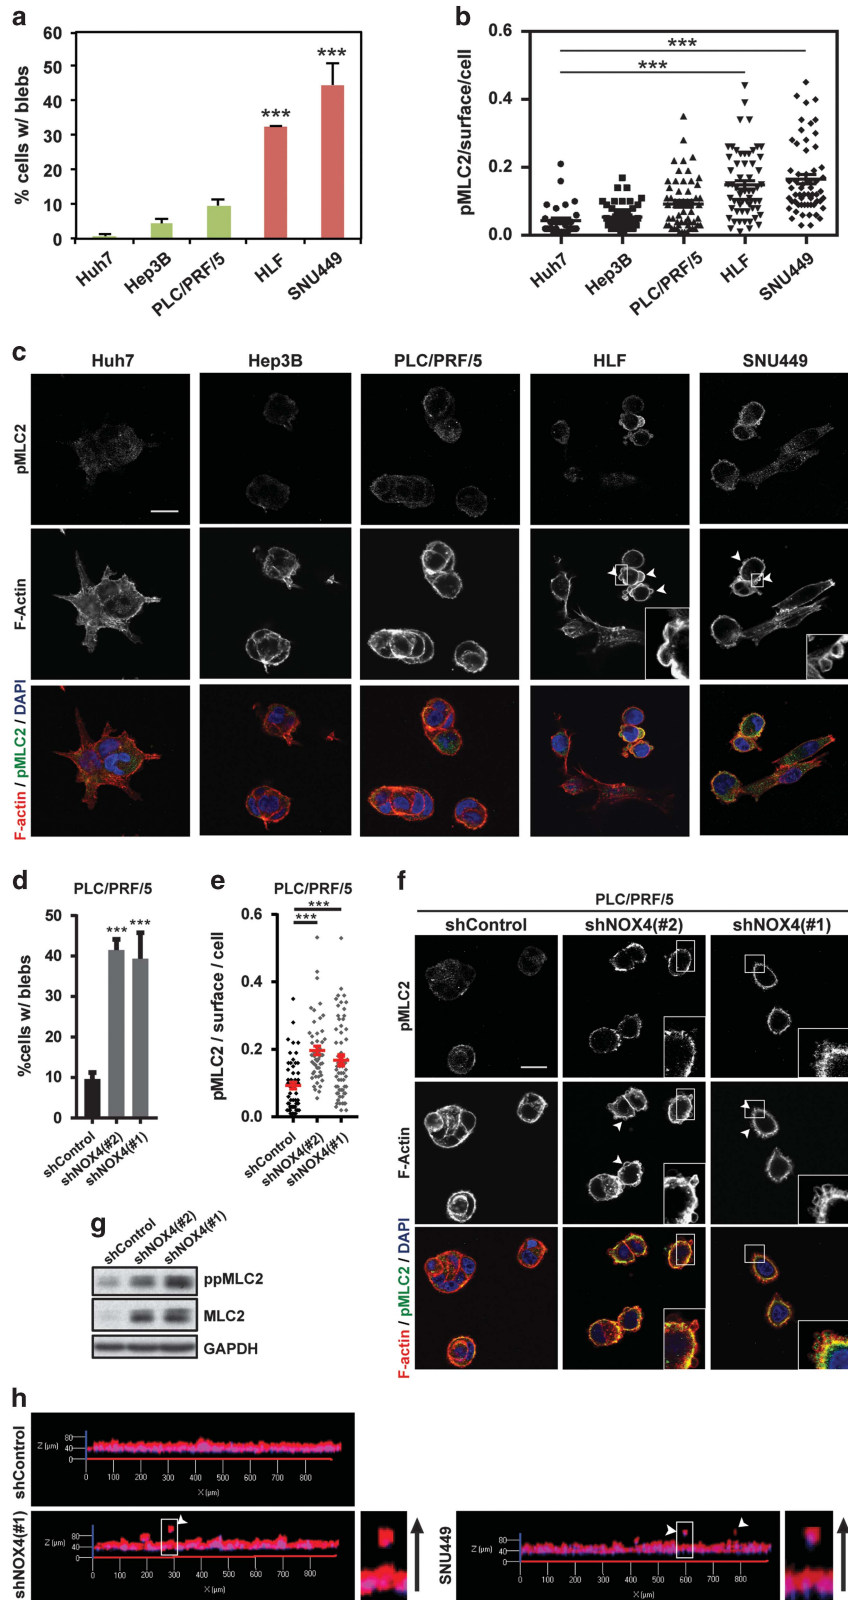 a
% cells w/ blebs
60
50
40
30
20
10
0
***
***
Huh7
Hep3B
PLC/PRF/5
HLF
SNU449
b
pMLC2/surface/cell
0.6
0.4
0.2
0.0
***
***
Huh7
Hep3B
PLC/PRF/5
HLF
SNU449
c
Huh7 Hep3B PLC/PRF/5 HLF SNU449
pMLC2
F-Actin
F-actin / pMLC2 / DAPI
d
PLC/PRF/5
%cells w/ blebs
50
40
30
20
10
0
*** ***
shControl
shNOX4(#2)
shNOX4(#1)
e
PLC/PRF/5
pMLC2 / surface / cell
0.6
0.4
0.2
0.0
***
***
shControl
shNOX4(#2)
shNOX4(#1)
f
PLC/PRF/5
shControl shNOX4(#2) shNOX4(#1)
pMLC2
F-Actin
F-actin / pMLC2 / DAPI
g
shControl
shNOX4(#2)
shNOX4(#1)
ppMLC2
MLC2
GAPDH
h
shControl
Z (µm)
80
40
0 100 200 300 400 500 600 700 800
X (µm)
shNOX4(#1)
Z (µm)
80
40
0
0 100 200 300 400 500 600 700 800
X (µm)
SNU449
Z (µm)
80
40
0
0 100 200 300 400 500 600 700 800
X (µm)